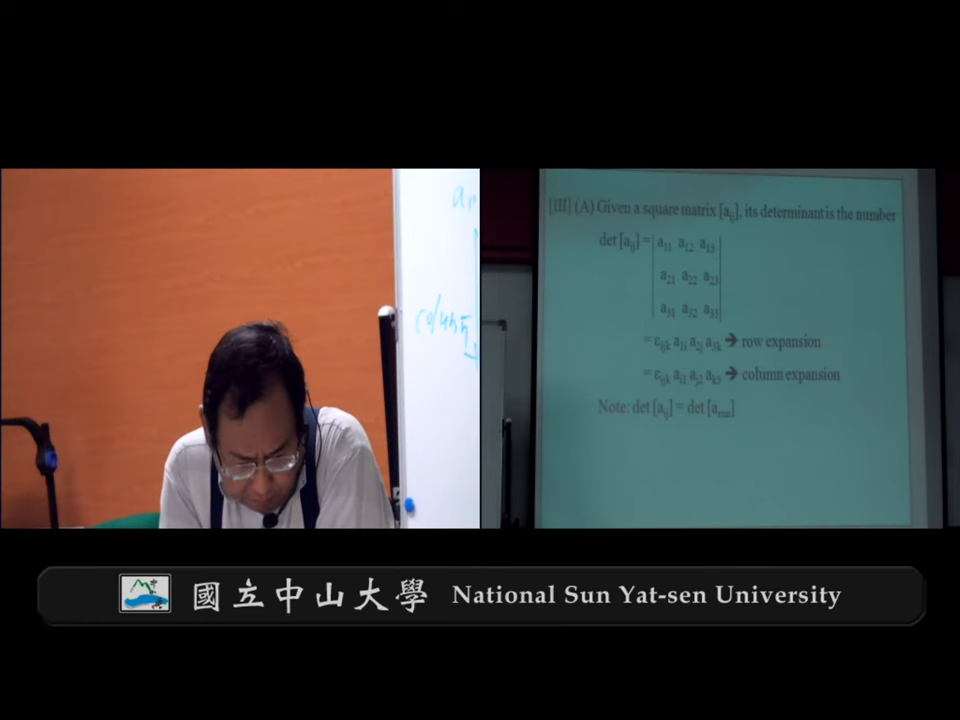 [III] (A) Given a square matrix [aᵢⱼ], its determinant is the number
det [aᵢⱼ] = | a₁₁ a₁₂ a₁₃ |
a₂₁ a₂₂ a₂₃
a₃₁ a₃₂ a₃₃
= εᵢⱼₖ a₁ᵢ a₂ⱼ a₃ₖ ➔ row expansion
= εᵢⱼₖ aᵢ₁ aⱼ₂ aₖ₃ ➔ column expansion
Note: det [aᵢⱼ] = det [aₘₙ]
國立中山大學 National Sun Yat-sen University